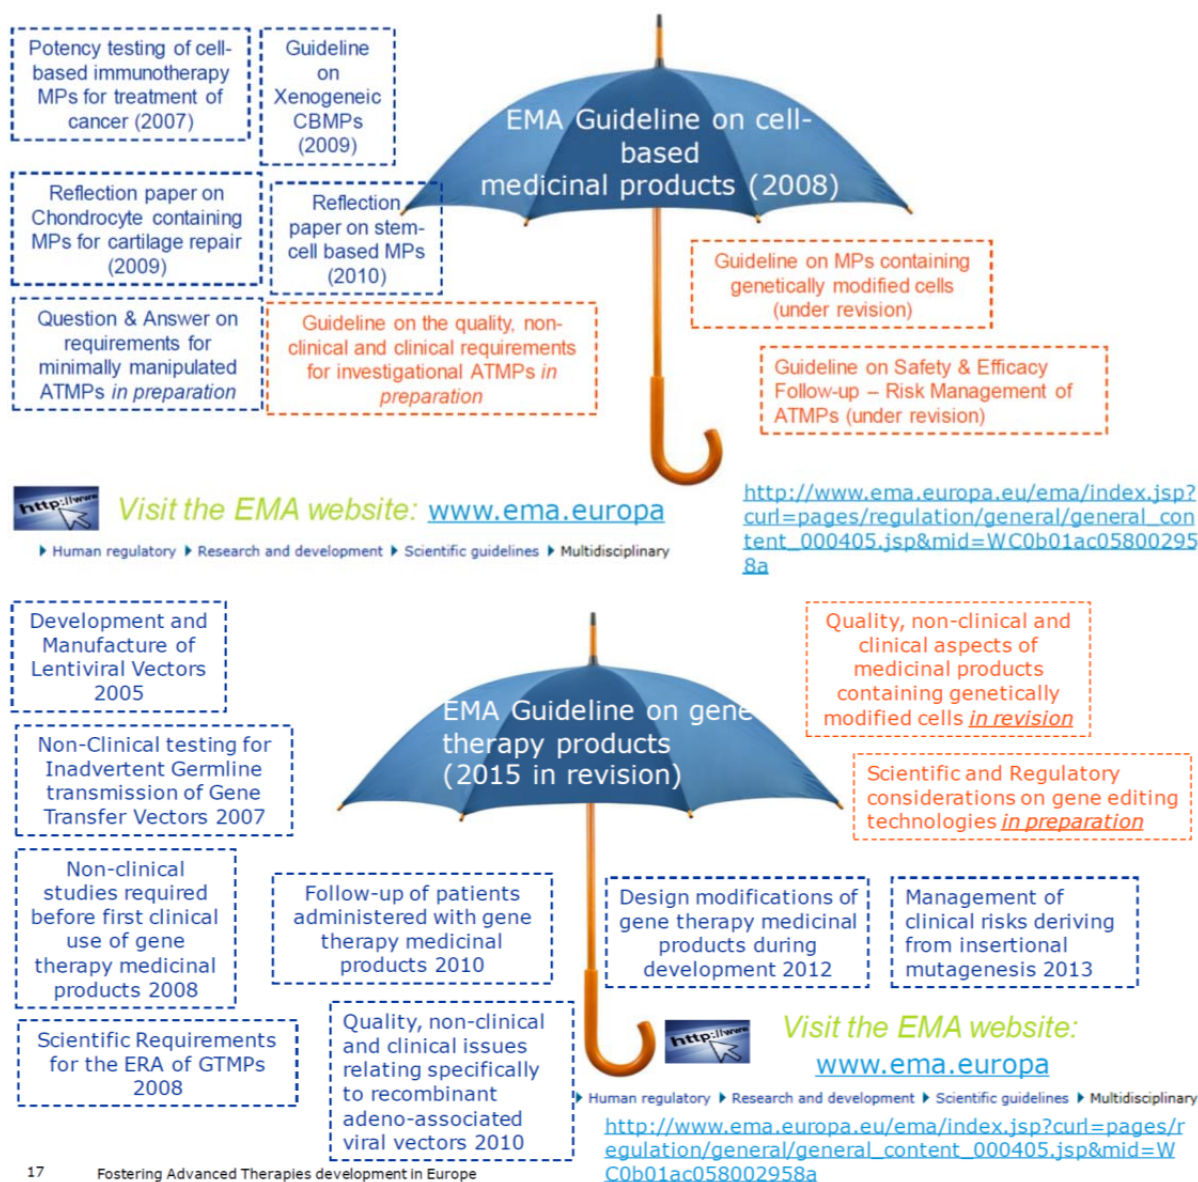 Potency testing of cell-
based immunotherapy
MPs for treatment of
cancer (2007)
Guideline
on
Xenogeneic
CBMPs
(2009)
EMA Guideline on cell-
based
medicinal products (2008)
Reflection paper on
Chondrocyte containing
MPs for cartilage repair
(2009)
Reflection
paper on stem-
cell based MPs
(2010)
Guideline on MPs containing
genetically modified cells
(under revision)
Question & Answer on
requirements for
minimally manipulated
ATMPs in preparation
Guideline on the quality, non-
clinical and clinical requirements
for investigational ATMPs in
preparation
Guideline on Safety & Efficacy
Follow-up – Risk Management of
ATMPs (under revision)
http://www
Visit the EMA website: www.ema.europa
Human regulatory Research and development Scientific guidelines Multidisciplinary
http://www.ema.europa.eu/ema/index.jsp?
curl=pages/regulation/general/general_con
tent_000405.jsp&mid=WC0b01ac05800295
8a
Development and
Manufacture of
Lentiviral Vectors
2005
EMA Guideline on gene
therapy products
(2015 in revision)
Quality, non-clinical and
clinical aspects of
medicinal products
containing genetically
modified cells in revision
Non-Clinical testing for
Inadvertent Germline
transmission of Gene
Transfer Vectors 2007
Scientific and Regulatory
considerations on gene editing
technologies in preparation
Non-clinical
studies required
before first clinical
use of gene
therapy medicinal
products 2008
Follow-up of patients
administered with gene
therapy medicinal
products 2010
Design modifications of
gene therapy medicinal
products during
development 2012
Management of
clinical risks deriving
from insertional
mutagenesis 2013
Scientific Requirements
for the ERA of GTMPs
2008
Quality, non-clinical
and clinical issues
relating specifically
to recombinant
adeno-associated
viral vectors 2010
http://www
Visit the EMA website:
www.ema.europa
Human regulatory Research and development Scientific guidelines Multidisciplinary
http://www.ema.europa.eu/ema/index.jsp?curl=pages/r
egulation/general/general_content_000405.jsp&mid=W
C0b01ac058002958a
17 Fostering Advanced Therapies development in Europe